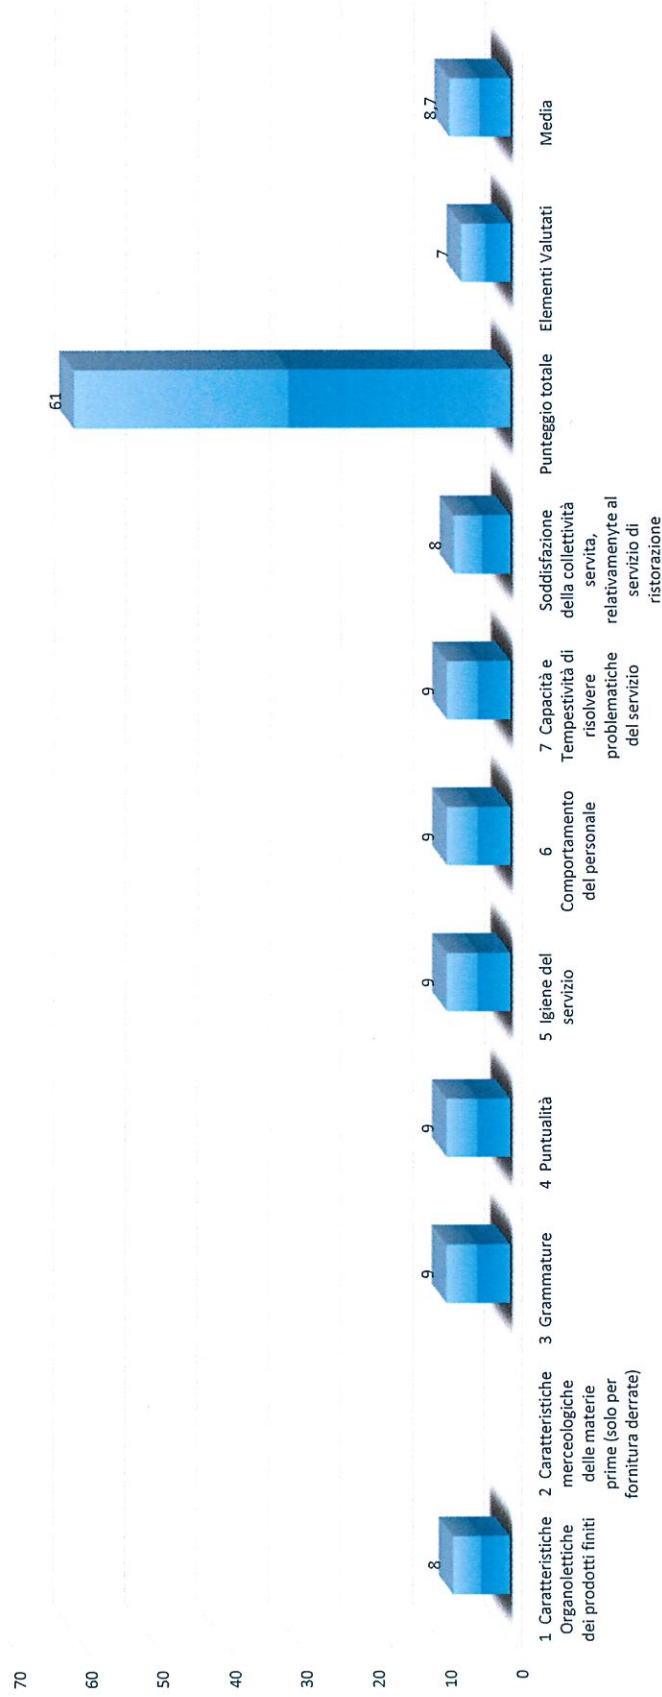 70
60
50
40
30
20
10
0
8
9
9
9
9
9
8
61
7
8,7
1 Caratteristiche
Organolettiche
dei prodotti finiti
2 Caratteristiche
merceologiche
delle materie
prime (solo per
fornitura derrate)
3 Grammature
4 Puntualità
5 Igiene del
servizio
6
Comportamento
del personale
7 Capacità e
Tempestività di
risolvere
problematiche
del servizio
Soddisfazione
della collettività
servita,
relativamenyte al
servizio di
ristorazione
Punteggio totale
Elementi Valutati
Media